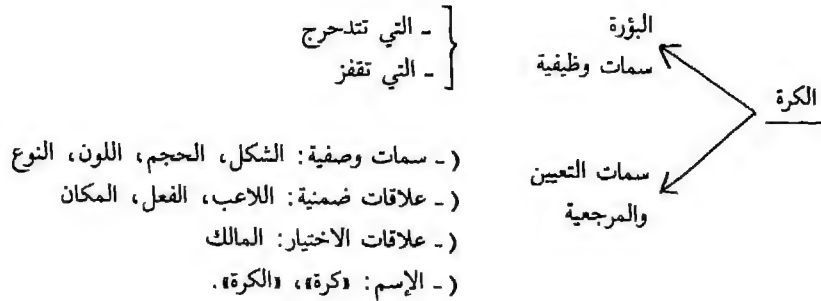 الكرة
البؤرة
سمات وظيفية
- التي تتدحرج
- التي تقفز
سمات التعيين
والمرجعية
(- سمات وصفية: الشكل، الحجم، اللون، النوع
(- علاقات ضمنية: اللاعب، الفعل، المكان
(- علاقات الاختيار: المالك
(- الإسم: «كرة»، «الكرة».